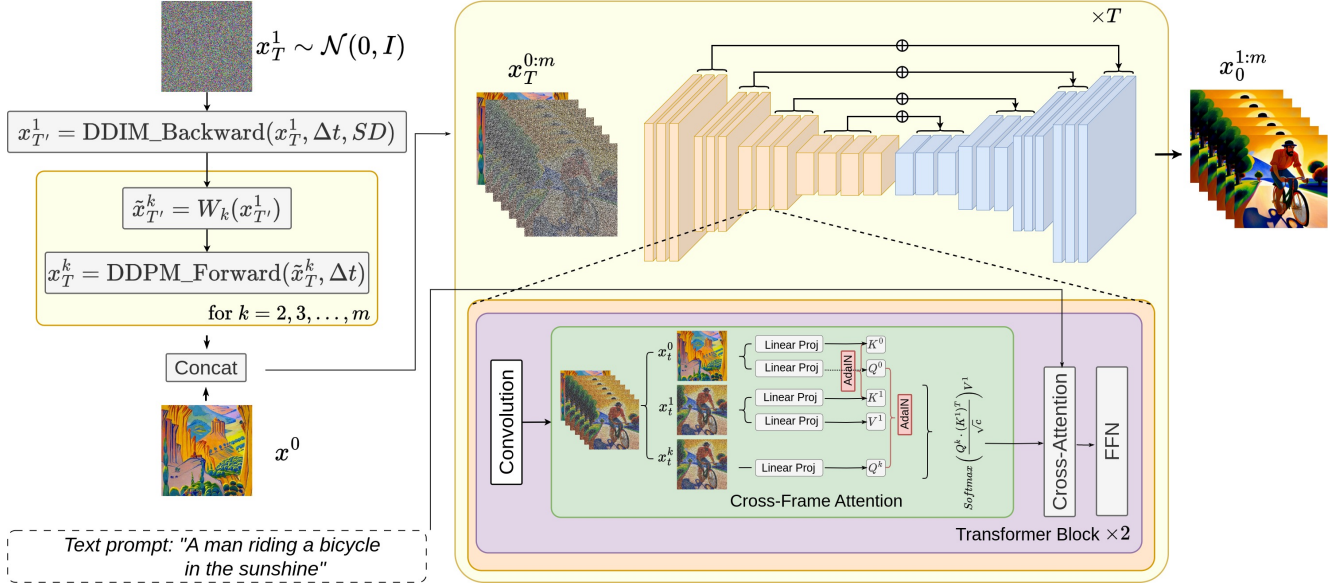 x_T^1 ∼ 𝒩(0, I)
x_{T'}^1 = DDIM_Backward(x_T^1, Δt, SD)
x̃_{T'}^k = W_k(x_{T'}^1)
x_T^k = DDPM_Forward(x̃_T^k, Δt)
for k = 2, 3, . . . , m
Concat
x^0
Text prompt: "A man riding a bicycle
in the sunshine"
×T
x_T^{0:m}
x_0^{1:m}
Convolution
x_t^0
x_t^1
x_t^k
Linear Proj
Linear Proj
Linear Proj
Linear Proj
Linear Proj
AdaIN
AdaIN
K^0
Q^0
K^1
V^1
Q^k
Softmax (Q^k · (K^1)^T / √c) V^1
Cross-Frame Attention
Cross-Attention
FFN
Transformer Block ×2